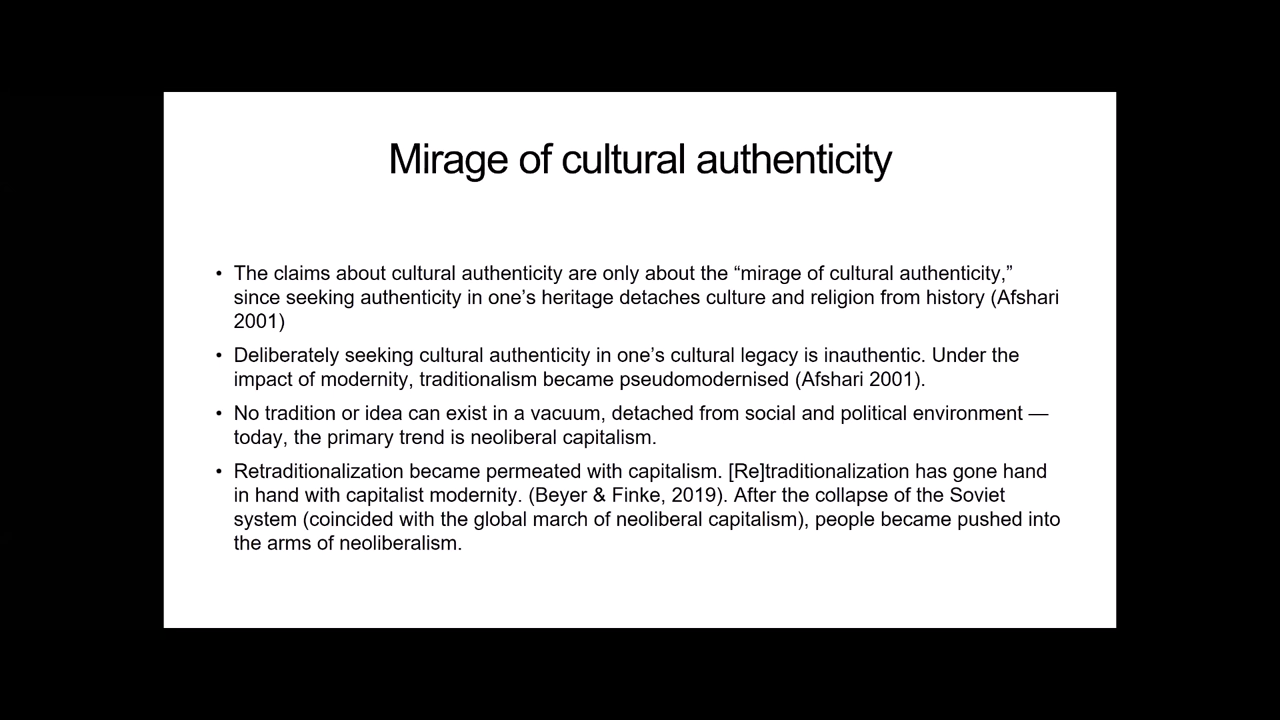 Mirage of cultural authenticity
• The claims about cultural authenticity are only about the “mirage of cultural authenticity,”
since seeking authenticity in one’s heritage detaches culture and religion from history (Afshari
2001)
• Deliberately seeking cultural authenticity in one’s cultural legacy is inauthentic. Under the
impact of modernity, traditionalism became pseudomodernised (Afshari 2001).
• No tradition or idea can exist in a vacuum, detached from social and political environment —
today, the primary trend is neoliberal capitalism.
• Retraditionalization became permeated with capitalism. [Re]traditionalization has gone hand
in hand with capitalist modernity. (Beyer & Finke, 2019). After the collapse of the Soviet
system (coincided with the global march of neoliberal capitalism), people became pushed into
the arms of neoliberalism.